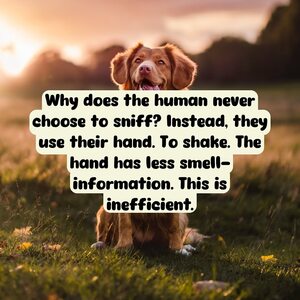 Why does the human never
choose to sniff? Instead, they
use their hand. To shake. The
hand has less smell-
information. This is
inefficient.